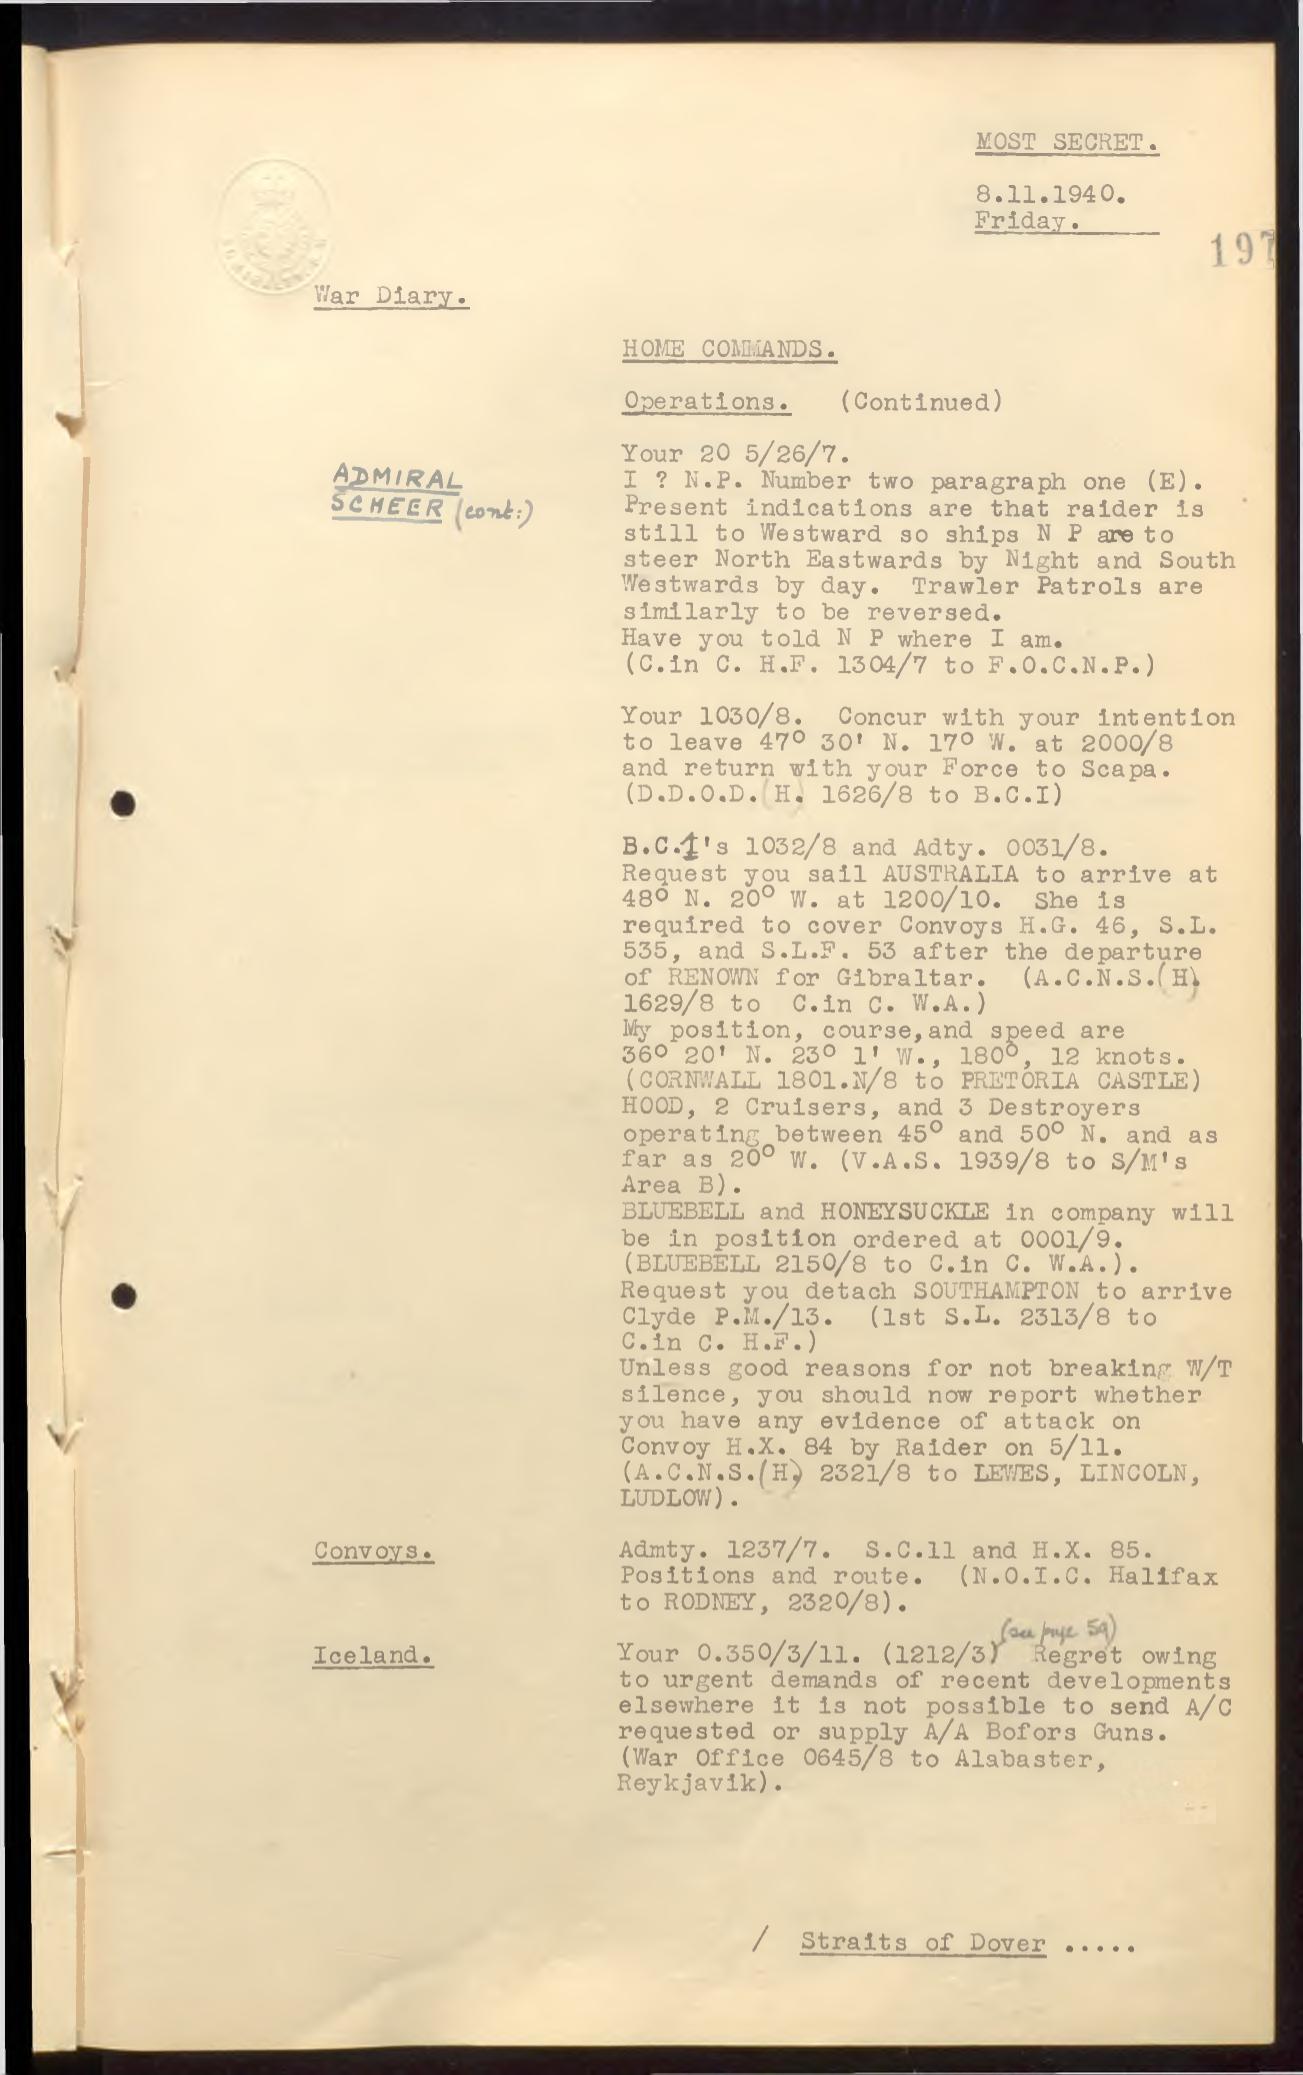 MOST SECRET.
8.11.1940.
Friday.
197
War Diary.
HOME COMMANDS.
Operations. (Continued)
ADMIRAL
SCHEER (cont:)
Your 20 5/26/7.
I ? N.P. Number two paragraph one (E).
Present indications are that raider is
still to Westward so ships N P are to
steer North Eastwards by Night and South
Westwards by day. Trawler Patrols are
similarly to be reversed.
Have you told N P where I am.
(C.in C. H.F. 1304/7 to F.O.C.N.P.)
Your 1030/8. Concur with your intention
to leave 47° 30' N. 17° W. at 2000/8
and return with your Force to Scapa.
(D.D.O.D.(H. 1626/8 to B.C.I)
B.C.1's 1032/8 and Adty. 0031/8.
Request you sail AUSTRALIA to arrive at
48° N. 20° W. at 1200/10. She is
required to cover Convoys H.G. 46, S.L.
535, and S.L.F. 53 after the departure
of RENOWN for Gibraltar. (A.C.N.S.(H).
1629/8 to C.in C. W.A.)
My position, course,and speed are
36° 20' N. 23° 1' W., 180°, 12 knots.
(CORNWALL 1801.N/8 to PRETORIA CASTLE)
HOOD, 2 Cruisers, and 3 Destroyers
operating between 45° and 50° N. and as
far as 20° W. (V.A.S. 1939/8 to S/M's
Area B).
BLUEBELL and HONEYSUCKLE in company will
be in position ordered at 0001/9.
(BLUEBELL 2150/8 to C.in C. W.A.).
Request you detach SOUTHAMPTON to arrive
Clyde P.M./13. (1st S.L. 2313/8 to
C.in C. H.F.)
Unless good reasons for not breaking W/T
silence, you should now report whether
you have any evidence of attack on
Convoy H.X. 84 by Raider on 5/11.
(A.C.N.S.(H) 2321/8 to LEWES, LINCOLN,
LUDLOW).
Convoys.
Admty. 1237/7. S.C.11 and H.X. 85.
Positions and route. (N.O.I.C. Halifax
to RODNEY, 2320/8).
(see page 59)
Iceland.
Your 0.350/3/11. (1212/3) Regret owing
to urgent demands of recent developments
elsewhere it is not possible to send A/C
requested or supply A/A Bofors Guns.
(War Office 0645/8 to Alabaster,
Reykjavik).
/ Straits of Dover .....